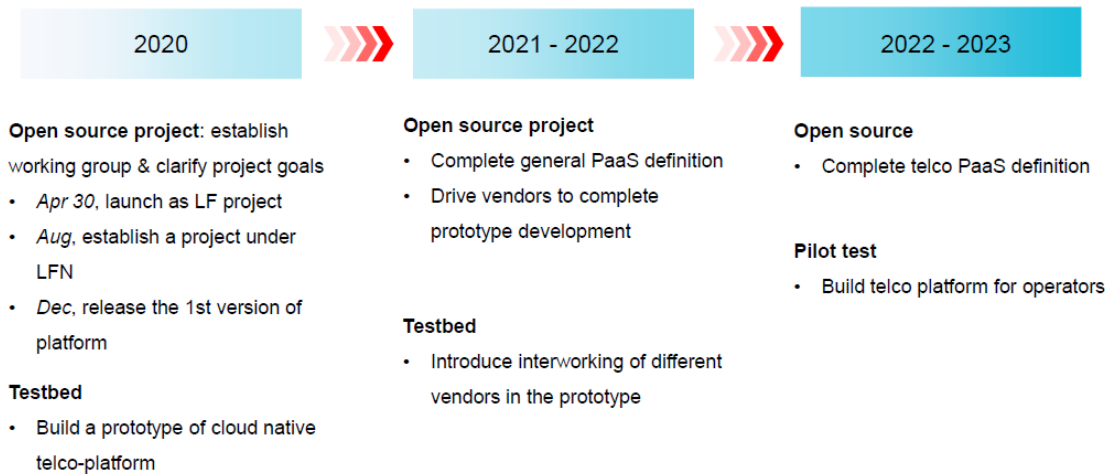 2020
Open source project: establish
working group & clarify project goals
• Apr 30, launch as LF project
• Aug, establish a project under
LFN
• Dec, release the 1st version of
platform
Testbed
• Build a prototype of cloud native
telco-platform
2021 - 2022
Open source project
• Complete general PaaS definition
• Drive vendors to complete
prototype development
Testbed
• Introduce interworking of different
vendors in the prototype
2022 - 2023
Open source
• Complete telco PaaS definition
Pilot test
• Build telco platform for operators